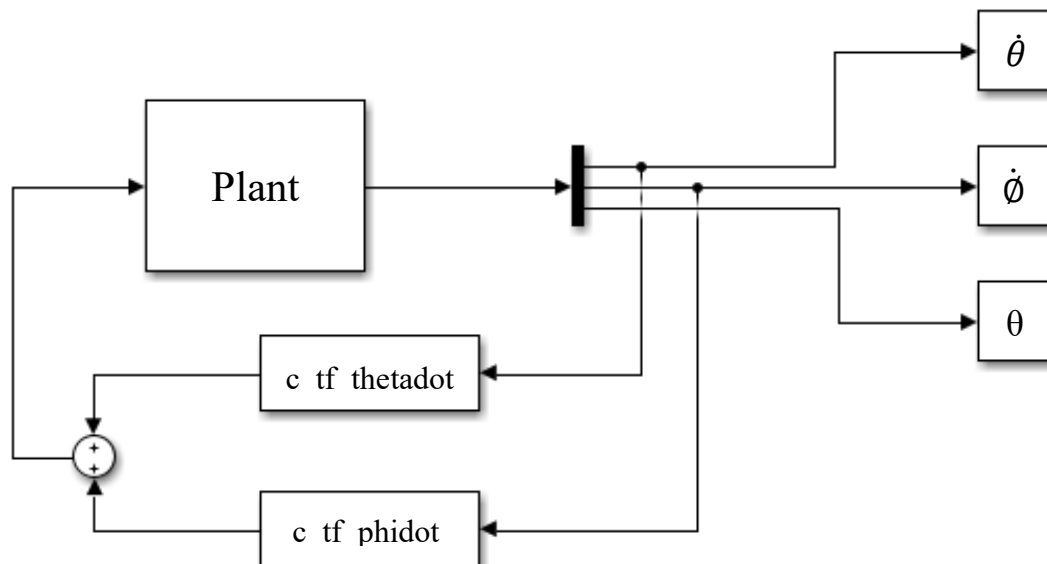 θ̇
Plant
∅̇
θ
c tf thetadot
+
+
c tf phidot